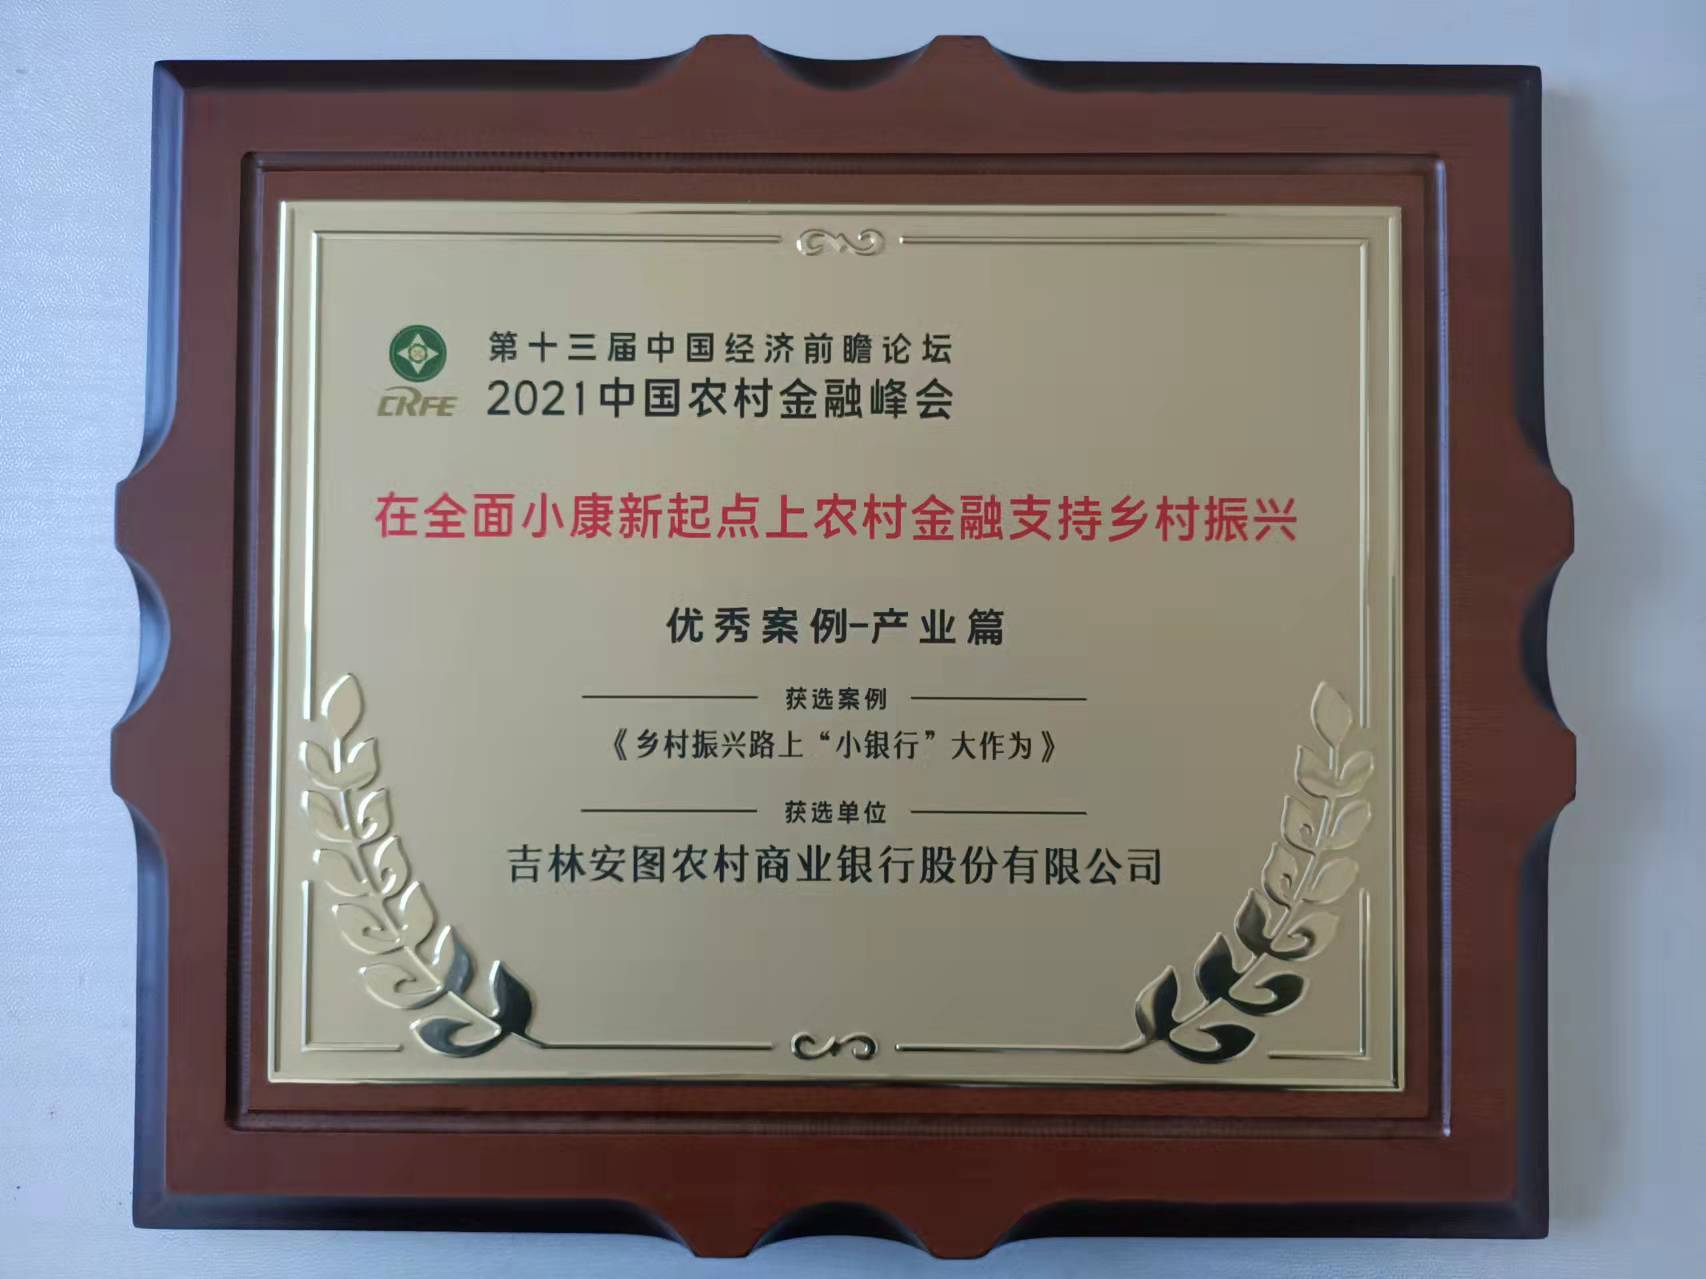 第十三届中国经济前瞻论坛
CRFE
2021中国农村金融峰会
在全面小康新起点上农村金融支持乡村振兴
优秀案例-产业篇
获选案例
《乡村振兴路上“小银行”大作为》
获选单位
吉林安图农村商业银行股份有限公司